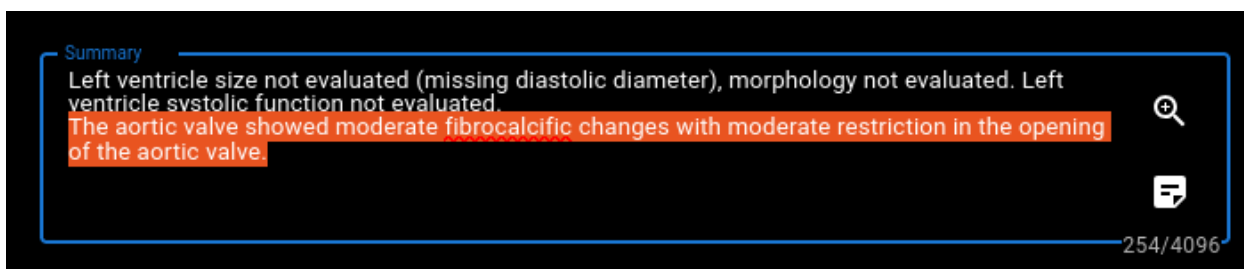 Summary
Left ventricle size not evaluated (missing diastolic diameter), morphology not evaluated. Left
ventricle systolic function not evaluated.
The aortic valve showed moderate fibrocalcific changes with moderate restriction in the opening
of the aortic valve.
254/4096